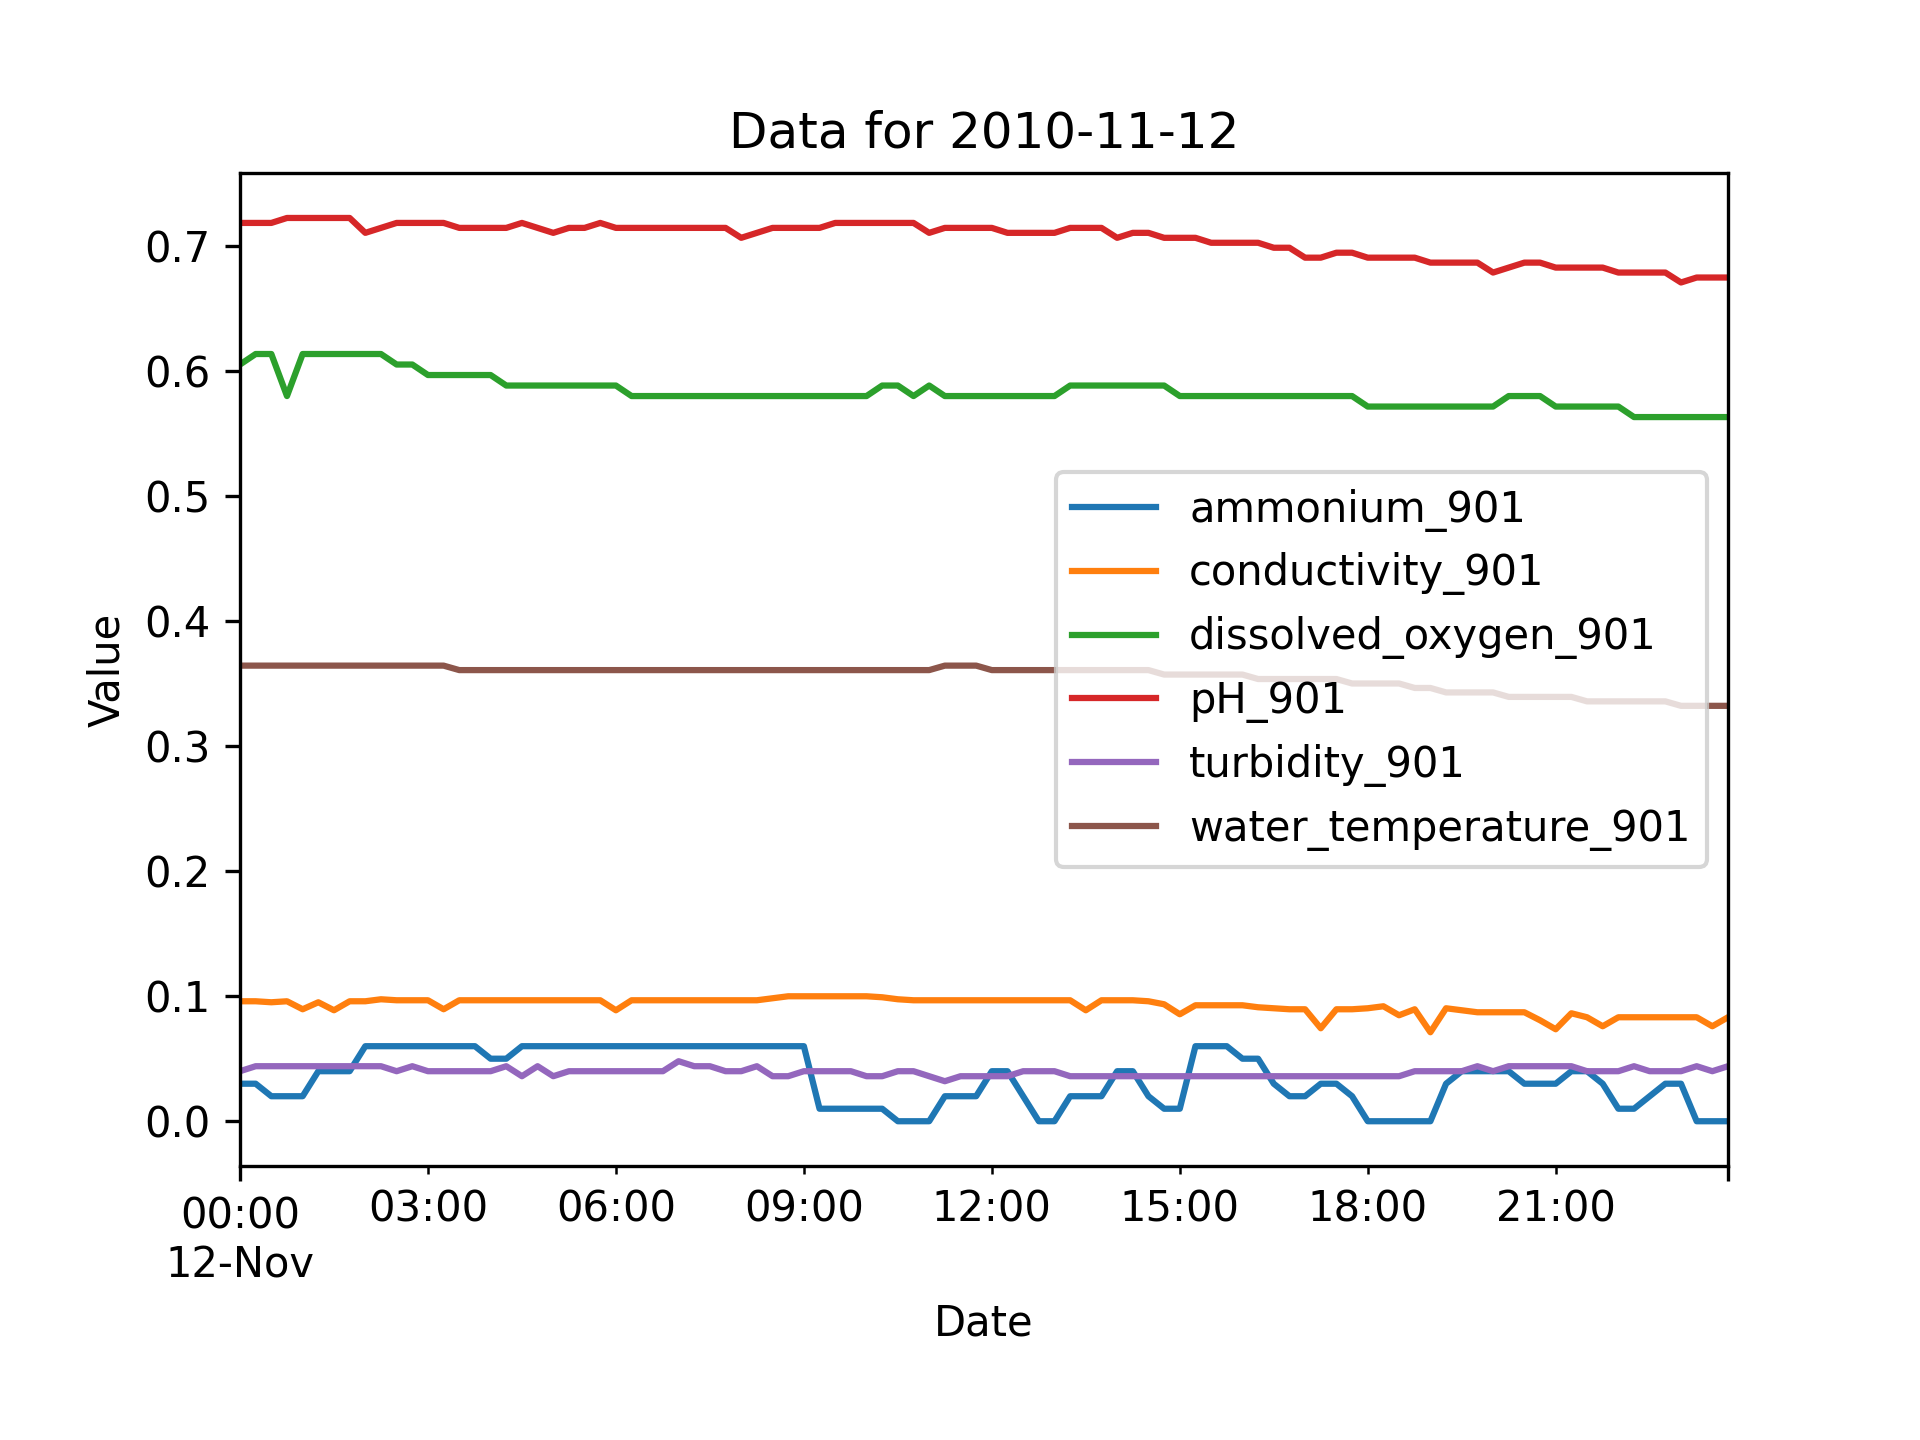 Data for 2010-11-12
Value
0.7
0.6
0.5
0.4
0.3
0.2
0.1
0.0
ammonium_901
conductivity_901
dissolved_oxygen_901
pH_901
turbidity_901
water_temperature_901
00:00 03:00 06:00 09:00 12:00 15:00 18:00 21:00
12-Nov
Date